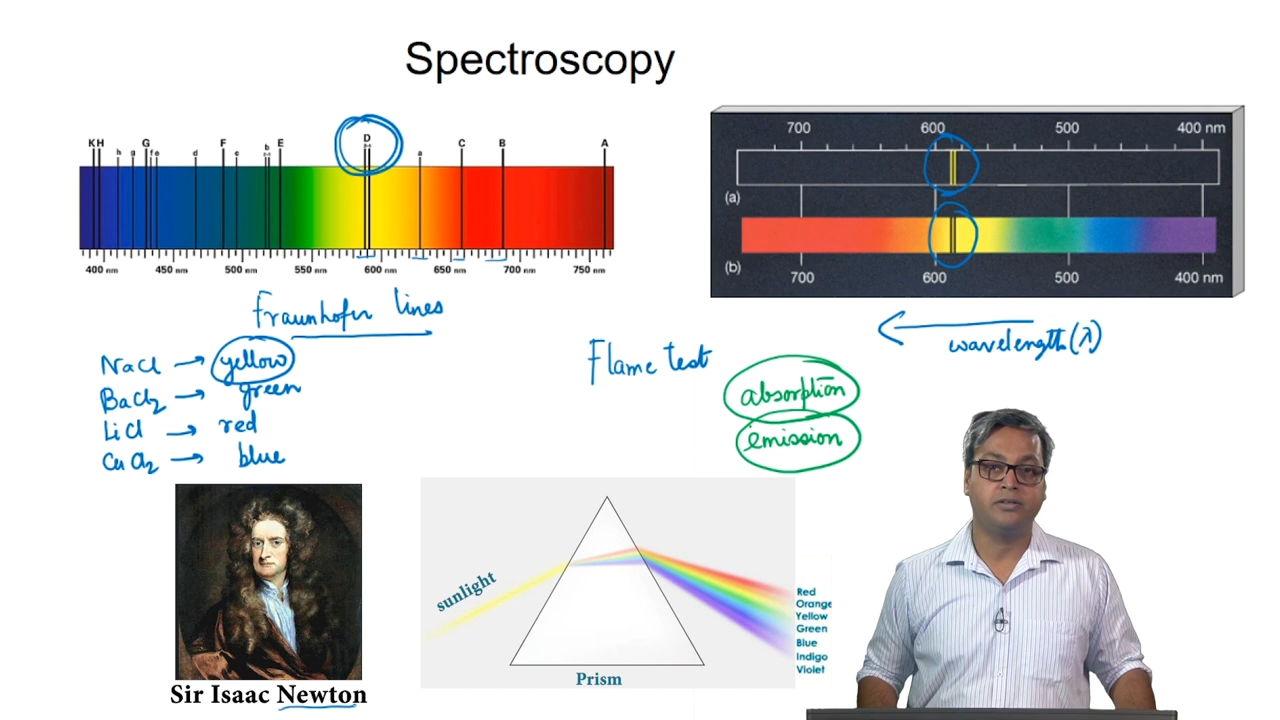 Spectroscopy
K H h g G f e d F c b E D a C B A
400 nm 450 nm 500 nm 550 nm 600 nm 650 nm 700 nm 750 nm
700 600 500 400 nm
(a)
(b)
700 600 500 400 nm
Fraunhofer lines
wavelength (λ)
NaCl → yellow
BaCl2 → green
LiCl → red
CuCl2 → blue
Flame test
absorption
emission
sunlight
Prism
Red
Orange
Yellow
Green
Blue
Indigo
Violet
Sir Isaac Newton